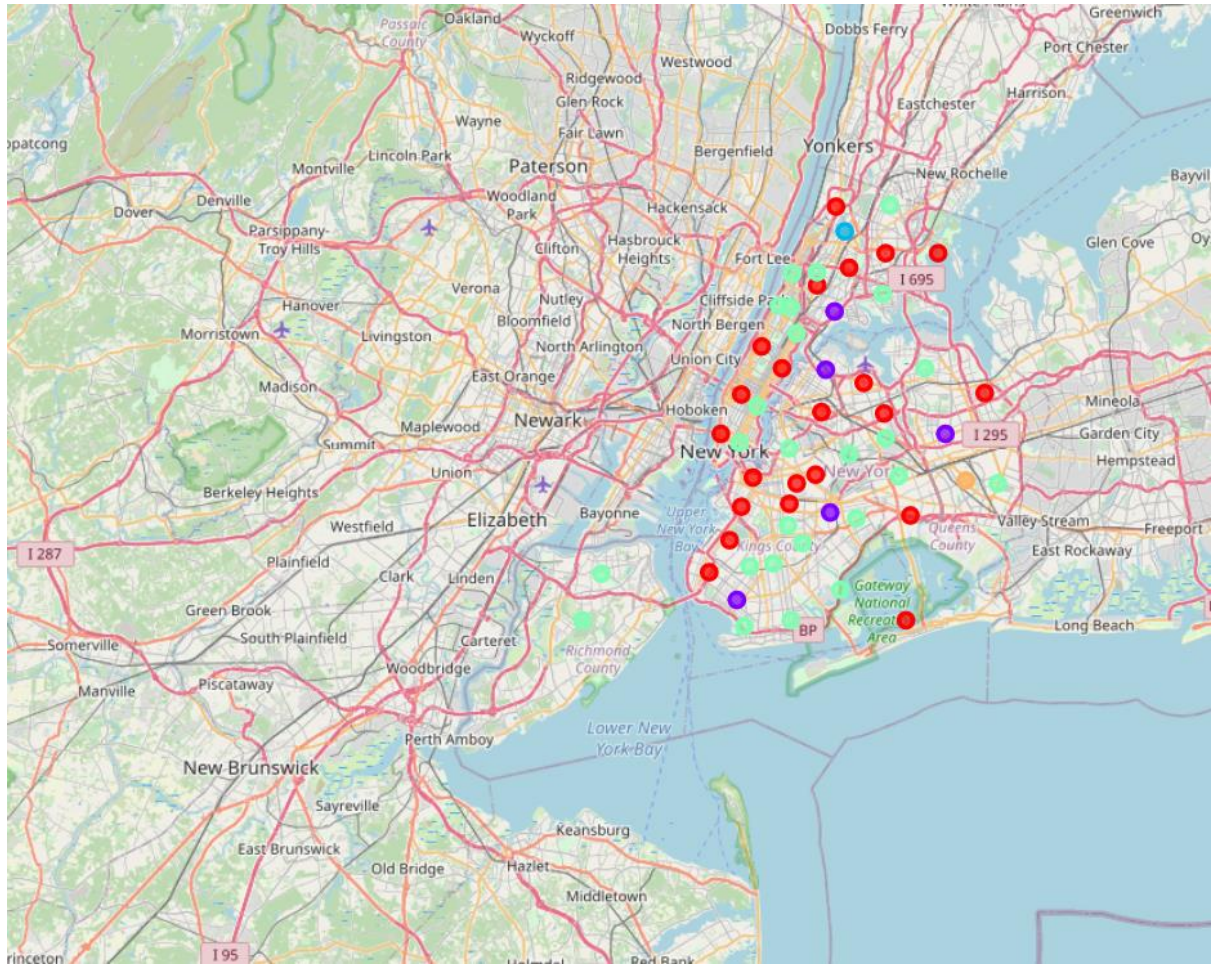 Oakland
Passaic
County
Wyckoff
Dobbs Ferry
Greenwich
Port Chester
Westwood
Ridgewood
Glen Rock
Harrison
Eastchester
Wayne
Fair Lawn
Lincoln Park
Bergenfield
Yonkers
Montville
Paterson
New Rochelle
Woodland
Park
Denville
Dover
Hackensack
Parsippany-
Troy Hills
Clifton
Hasbrouck
Heights
Fort Lee
Glen Cove
I 695
Verona
Nutley
Hanover
Bloomfield
North Bergen
Morristown
Livingston
North Arlington
Union City
East Orange
Madison
Mineola
Maplewood
Newark
Hoboken
Garden City
I 295
Summit
New York
Union
Hempstead
Berkeley Heights
Elizabeth
Bayonne
Upper
New York
Bay
Westfield
Queens
County
Valley Stream
Freeport
I 287
Kings County
East Rockaway
Plainfield
Clark
Linden
Gateway
National
Recreation
Area
Green Brook
South Plainfield
Carteret
BP
Long Beach
Somerville
Richmond
County
Woodbridge
Manville
Piscataway
Lower New
York Bay
Perth Amboy
New Brunswick
Sayreville
Keansburg
East Brunswick
Old Bridge
Hazlet
Middletown
I 95
Red Bank